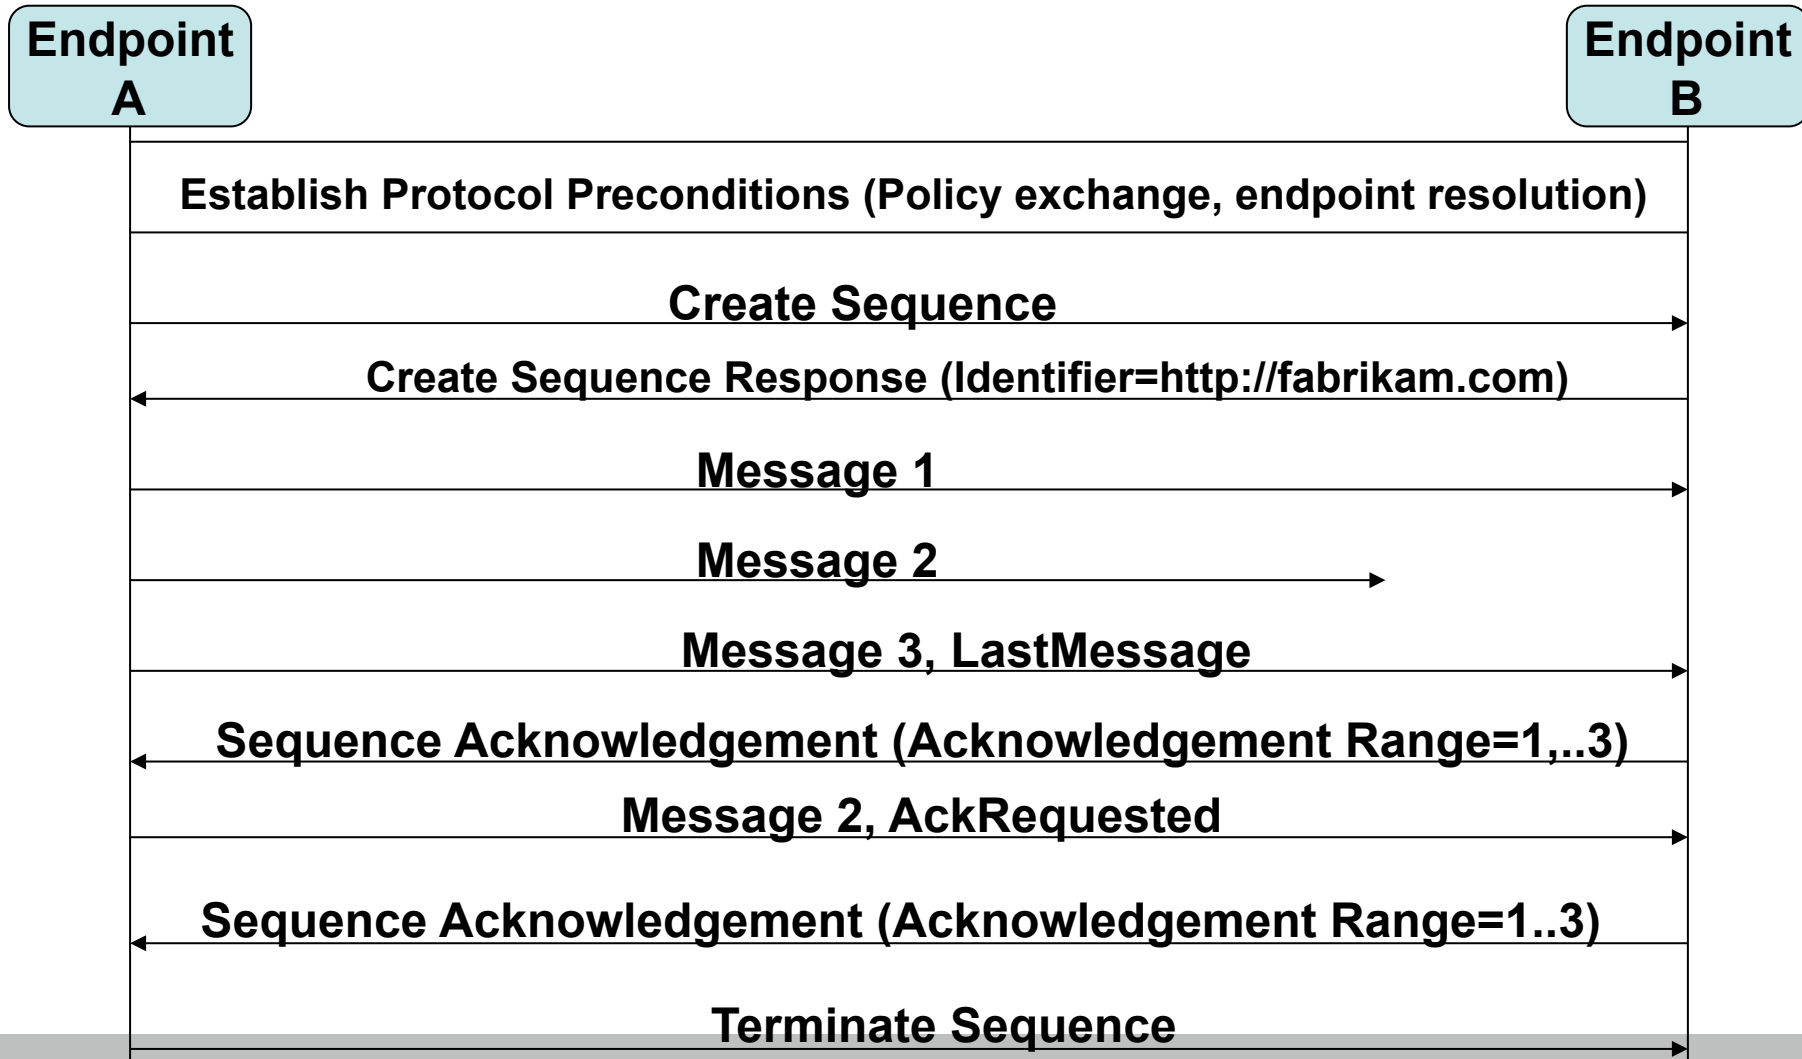 Endpoint
A
Endpoint
B
Establish Protocol Preconditions (Policy exchange, endpoint resolution)
Create Sequence
Create Sequence Response (Identifier=http://fabrikam.com)
Message 1
Message 2
Message 3, LastMessage
Sequence Acknowledgement (Acknowledgement Range=1,..3)
Message 2, AckRequested
Sequence Acknowledgement (Acknowledgement Range=1..3)
Terminate Sequence